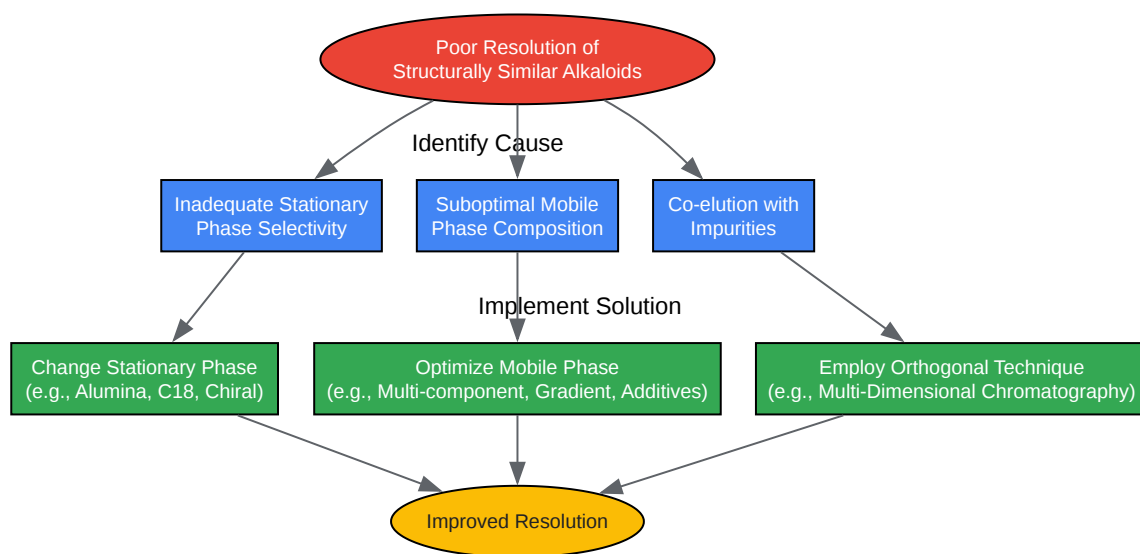 Poor Resolution of
Structurally Similar Alkaloids
Identify Cause
Inadequate Stationary
Phase Selectivity
Suboptimal Mobile
Phase Composition
Co-elution with
Impurities
Implement Solution
Change Stationary Phase
(e.g., Alumina, C18, Chiral)
Optimize Mobile Phase
(e.g., Multi-component, Gradient, Additives)
Employ Orthogonal Technique
(e.g., Multi-Dimensional Chromatography)
Improved Resolution